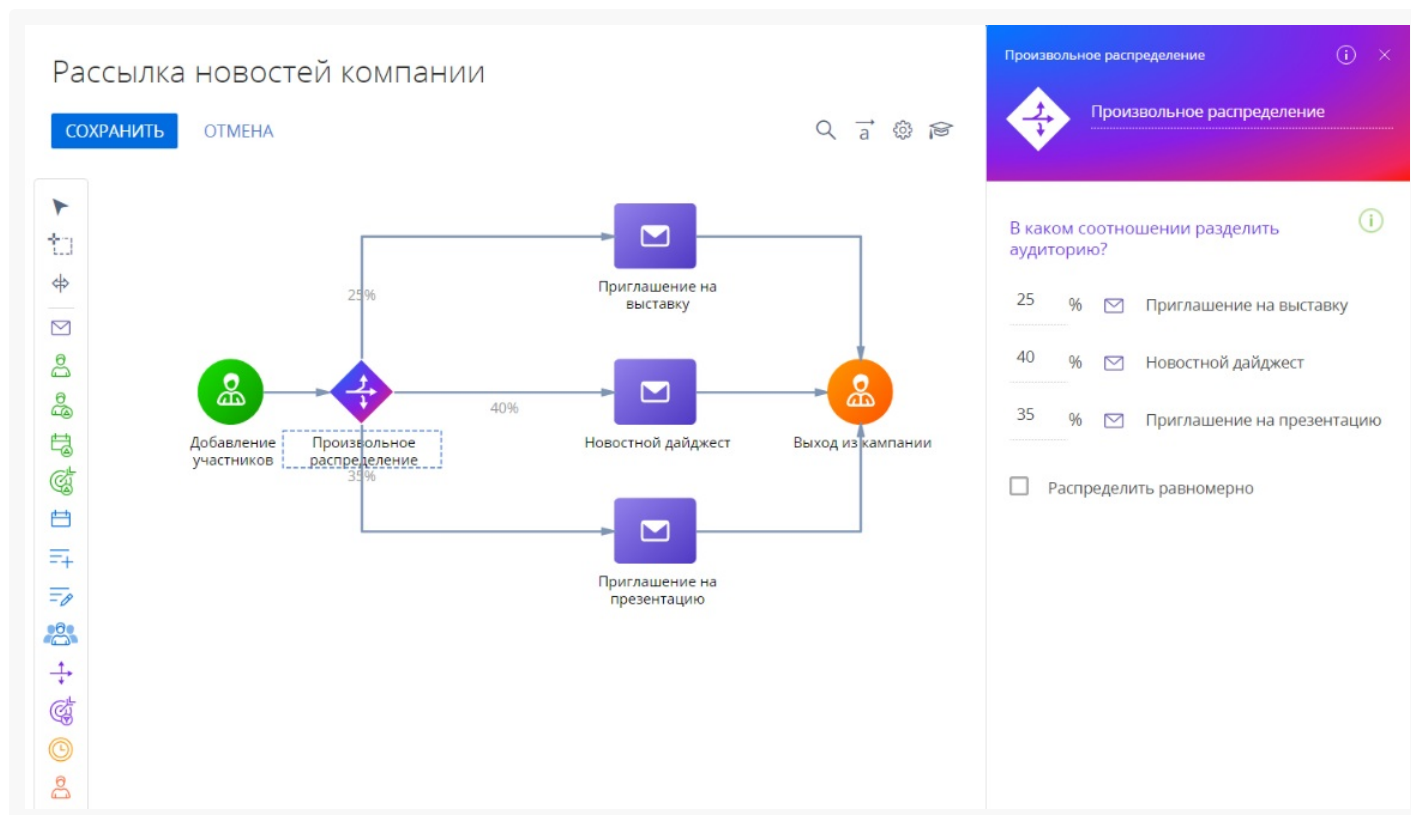 Рассылка новостей компании
СОХРАНИТЬ
ОТМЕНА
a
25%
Приглашение на
выставку
40%
Добавление
участников
Произвольное
распределение
Новостной дайджест
Выход из кампании
35%
Приглашение на
презентацию
Произвольное распределение
i
Произвольное распределение
В каком соотношении разделить
аудиторию?
i
25 % Приглашение на выставку
40 % Новостной дайджест
35 % Приглашение на презентацию
Распределить равномерно